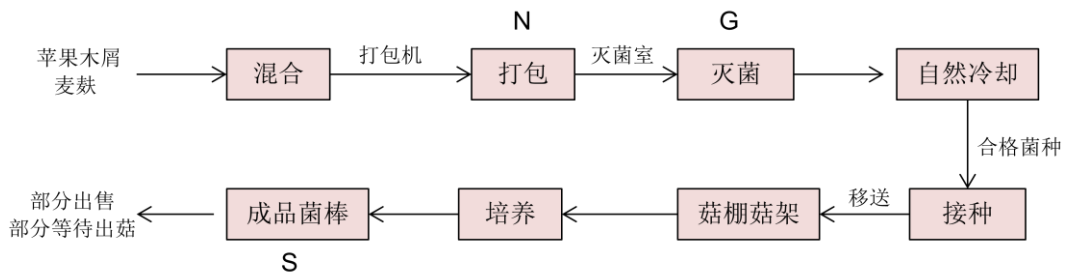 N
G
苹果木屑
麦麸
混合
打包机
打包
灭菌室
灭菌
自然冷却
合格菌种
接种
移送
菇棚菇架
培养
成品菌棒
S
部分出售
部分等待出菇